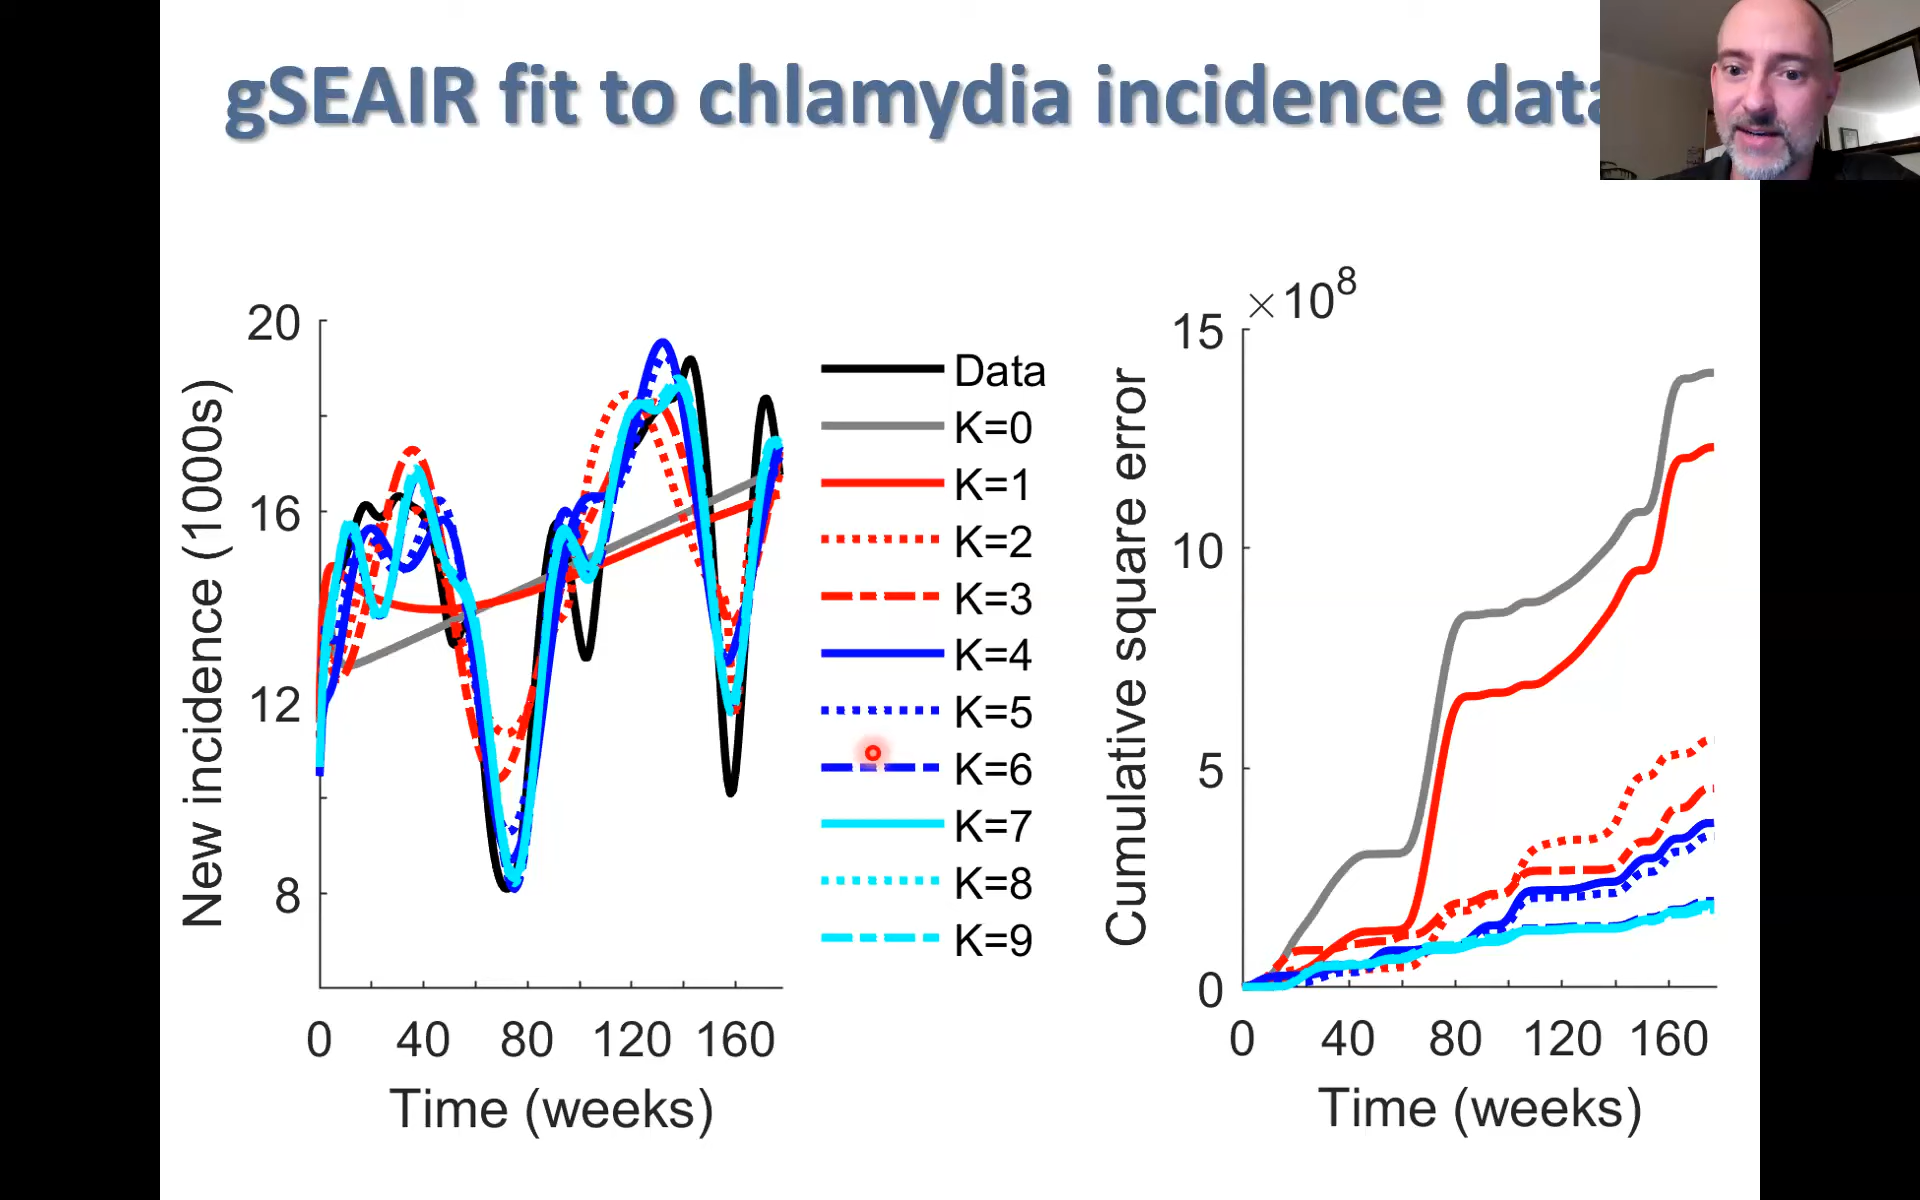 gSEAIR fit to chlamydia incidence data
20
16
12
8
New incidence (1000s)
0 40 80 120 160
Time (weeks)
Data
K=0
K=1
K=2
K=3
K=4
K=5
K=6
K=7
K=8
K=9
×10⁸
15
10
5
0
Cumulative square error
0 40 80 120 160
Time (weeks)